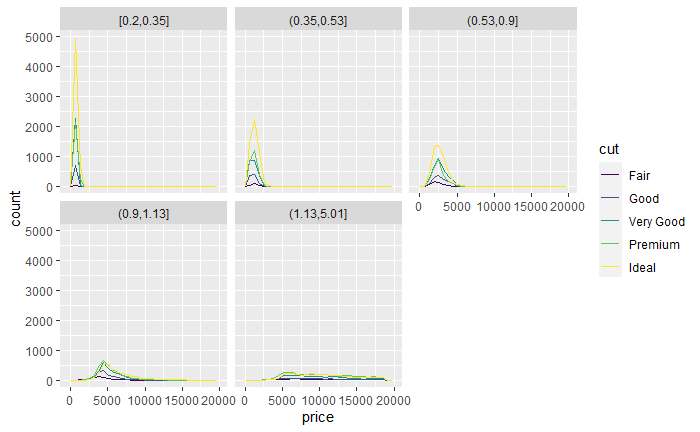 [0.2,0.35] (0.35,0.53] (0.53,0.9]
5000
4000
3000
2000
1000
0
0 5000 10000 15000 20000
(0.9,1.13] (1.13,5.01]
5000
4000
3000
2000
1000
0
0 5000 10000 15000 20000 0 5000 10000 15000 20000
price
count
cut
Fair
Good
Very Good
Premium
Ideal